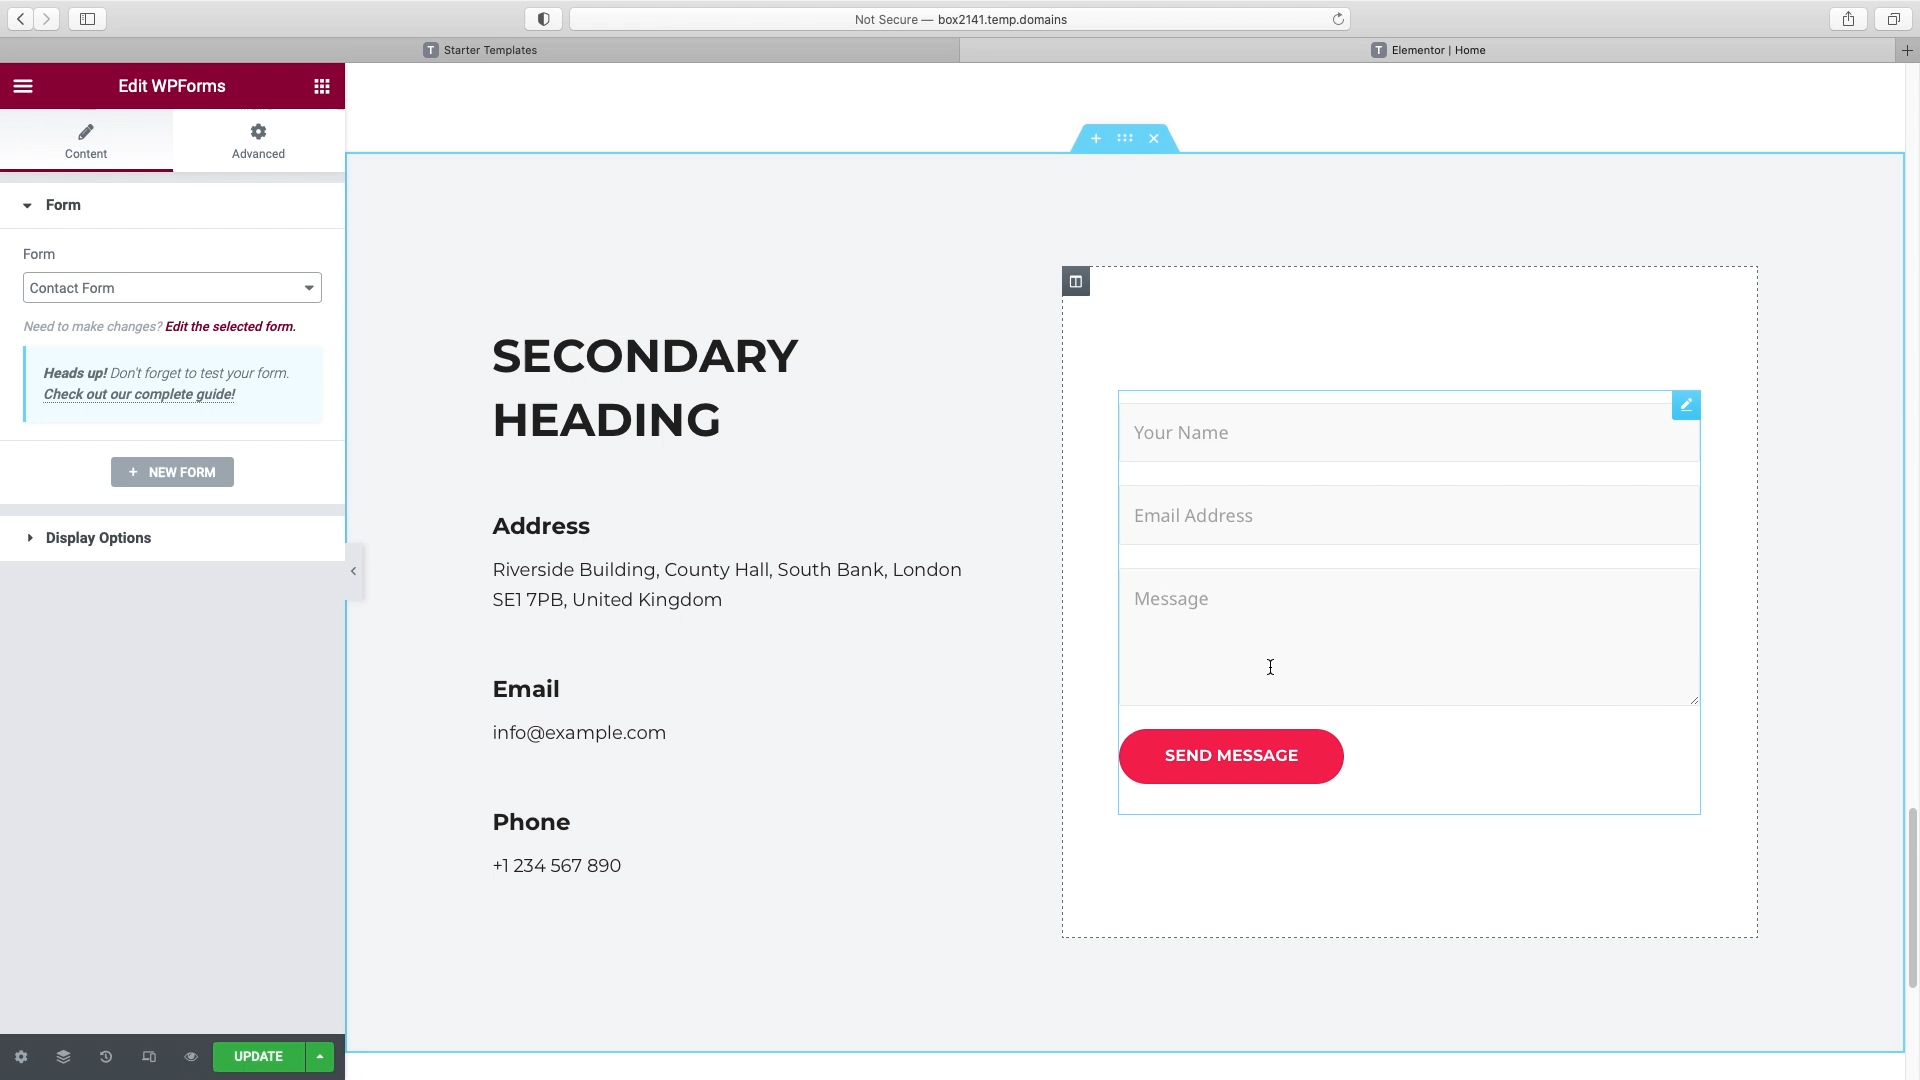 Not Secure — box2141.temp.domains
T Starter Templates
T Elementor | Home
Edit WPForms
Content
Advanced
Form
Form
Contact Form
Need to make changes? Edit the selected form.
Heads up! Don't forget to test your form.
Check out our complete guide!
+ NEW FORM
Display Options
UPDATE
SECONDARY
HEADING
Address
Riverside Building, County Hall, South Bank, London
SE1 7PB, United Kingdom
Email
info@example.com
Phone
+1 234 567 890
Your Name
Email Address
Message
SEND MESSAGE